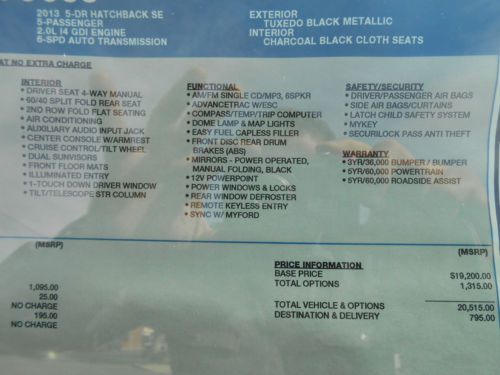 2013 5-DR HATCHBACK SE
5-PASSENGER
2.0L I4 GDI ENGINE
6-SPD AUTO TRANSMISSION
EXTERIOR
TUXEDO BLACK METALLIC
INTERIOR
CHARCOAL BLACK CLOTH SEATS
AT NO EXTRA CHARGE
INTERIOR
• DRIVER SEAT 4-WAY MANUAL
• 60/40 SPLIT FOLD REAR SEAT
• 2ND ROW FOLD FLAT SEATING
• AIR CONDITIONING
• AUXILIARY AUDIO INPUT JACK
• CENTER CONSOLE W/ARMREST
• CRUISE CONTROL/TILT WHEEL
• DUAL SUNVISORS
• FRONT FLOOR MATS
• ILLUMINATED ENTRY
• 1-TOUCH DOWN DRIVER WINDOW
• TILT/TELESCOPE STR COLUMN
FUNCTIONAL
• AM/FM SINGLE CD/MP3, 6SPKR
• ADVANCETRAC W/ESC
• COMPASS/TEMP/TRIP COMPUTER
• DOME LAMP & MAP LIGHTS
• EASY FUEL CAPLESS FILLER
• FRONT DISC REAR DRUM
BRAKES (ABS)
• MIRRORS - POWER OPERATED,
MANUAL FOLDING, BLACK
• 12V POWERPOINT
• POWER WINDOWS & LOCKS
• REAR WINDOW DEFROSTER
• REMOTE KEYLESS ENTRY
• SYNC W/ MYFORD
SAFETY/SECURITY
• DRIVER/PASSENGER AIR BAGS
• SIDE AIR BAGS/CURTAINS
• LATCH CHILD SAFETY SYSTEM
• MYKEY
• SECURILOCK PASS ANTI THEFT
WARRANTY
• 3YR/36,000 BUMPER / BUMPER
• 5YR/60,000 POWERTRAIN
• 5YR/60,000 ROADSIDE ASSIST
(MSRP)
1,095.00
25.00
NO CHARGE
195.00
NO CHARGE
(MSRP)
PRICE INFORMATION
BASE PRICE $19,200.00
TOTAL OPTIONS 1,315.00
TOTAL VEHICLE & OPTIONS 20,515.00
DESTINATION & DELIVERY 795.00